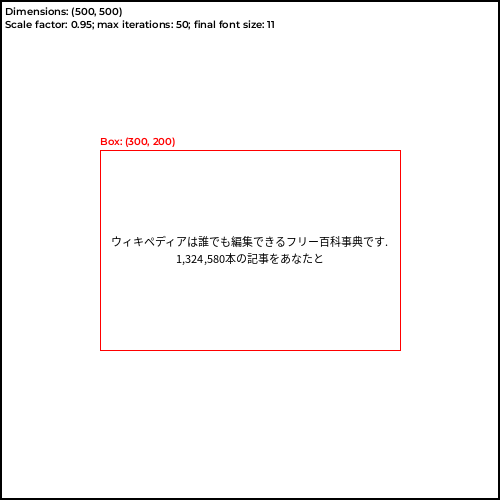 Dimensions: (500, 500)
Scale factor: 0.95; max iterations: 50; final font size: 11
Box: (300, 200)
ウィキペディアは誰でも編集できるフリー百科事典です.
1,324,580本の記事をあなたと